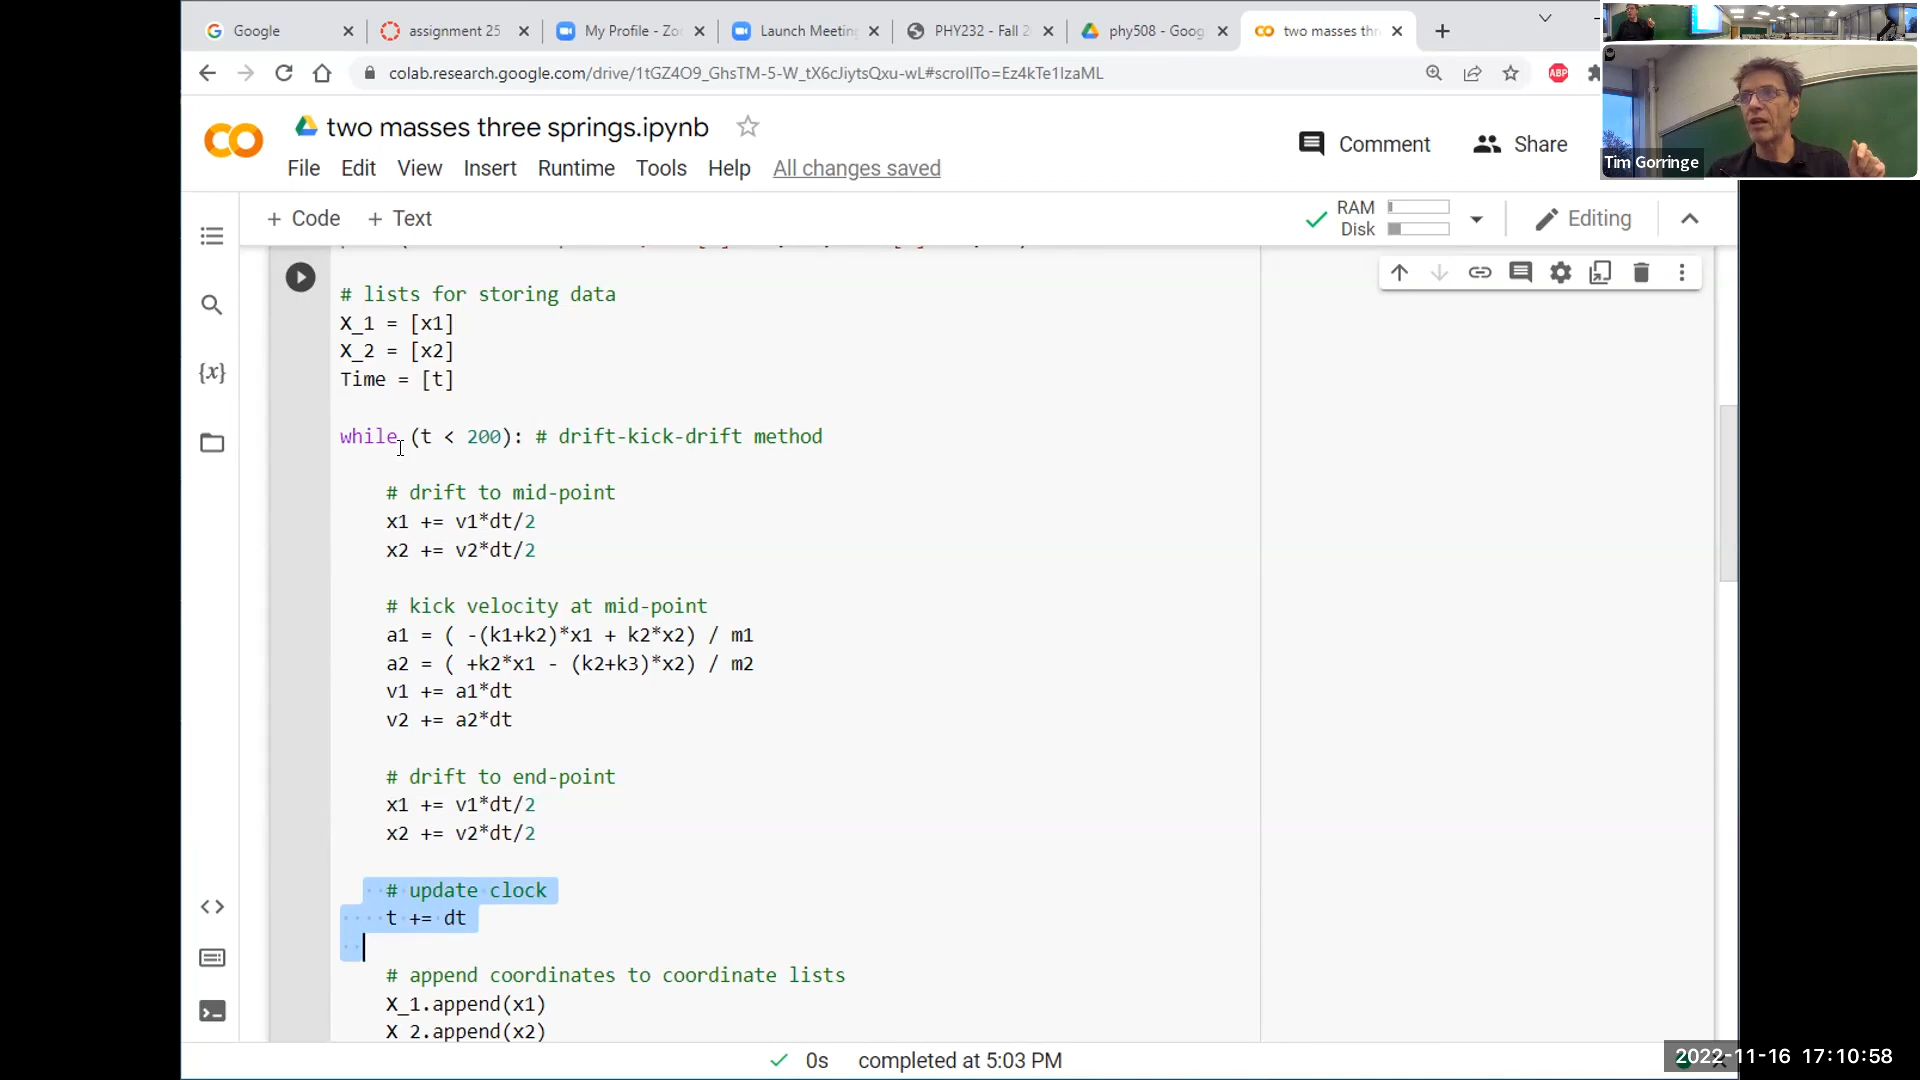 Google
assignment 25
My Profile - Zo
Launch Meetin
PHY232 - Fall 2
phy508 - Goog
two masses thr
colab.research.google.com/drive/1tGZ4O9_GhsTM-5-W_tX6cJiytsQxu-wL#scrollTo=Ez4kTe1IzaML
ABP
two masses three springs.ipynb
Comment
Share
Tim Gorringe
File Edit View Insert Runtime Tools Help All changes saved
+ Code + Text
RAM
Disk
Editing
{x}
# lists for storing data
X_1 = [x1]
X_2 = [x2]
Time = [t]
while (t < 200): # drift-kick-drift method
# drift to mid-point
x1 += v1*dt/2
x2 += v2*dt/2
# kick velocity at mid-point
a1 = ( -(k1+k2)*x1 + k2*x2) / m1
a2 = ( +k2*x1 - (k2+k3)*x2) / m2
v1 += a1*dt
v2 += a2*dt
# drift to end-point
x1 += v1*dt/2
x2 += v2*dt/2
# update clock
t += dt
# append coordinates to coordinate lists
X_1.append(x1)
X_2.append(x2)
0s completed at 5:03 PM
2022-11-16 17:10:58